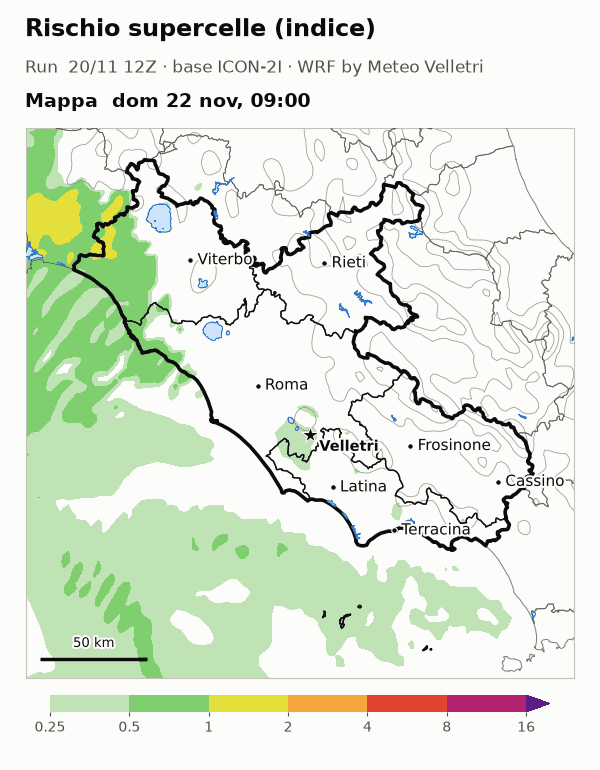 Rischio supercelle (indice)
Run  20/11 12Z · base ICON-2I · WRF by Meteo Velletri
Mappa  dom 22 nov, 09:00
Viterbo
Rieti
Roma
Velletri
Frosinone
Latina
Cassino
Terracina
50 km
0.25 0.5 1 2 4 8 16